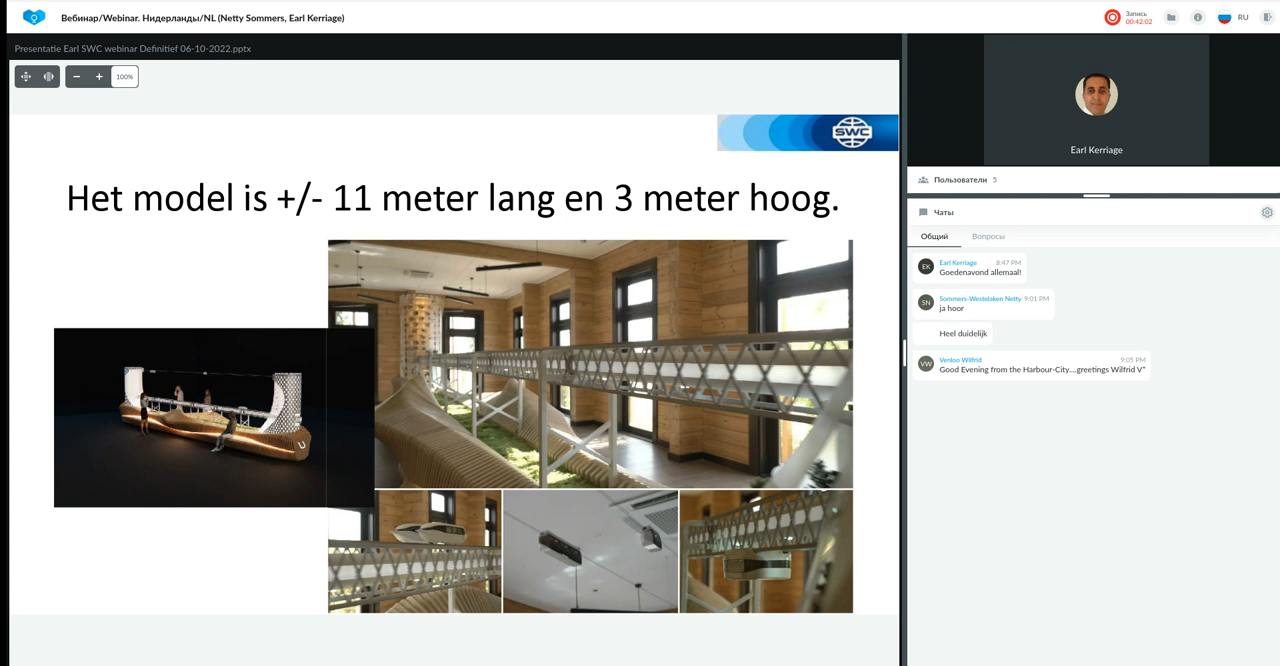 Вебинар/Webinar. Нидерланды/NL (Netty Sommers, Earl Kerriage)
Запись
00:42:02
RU
Presentatie Earl SWC webinar Definitief 06-10-2022.pptx
100%
SWC
Het model is +/- 11 meter lang en 3 meter hoog.
U
Earl Kerriage
Пользователи 5
Чаты
Общий Вопросы
EK
Earl Kerriage 8:47 PM
Goedenavond allemaal!
SN
Sommers-Westelaken Netty 9:01 PM
ja hoor
Heel duidelijk
VW
Venloo Wilfrid 9:05 PM
Good Evening from the Harbour-City....greetings Wilfrid V"